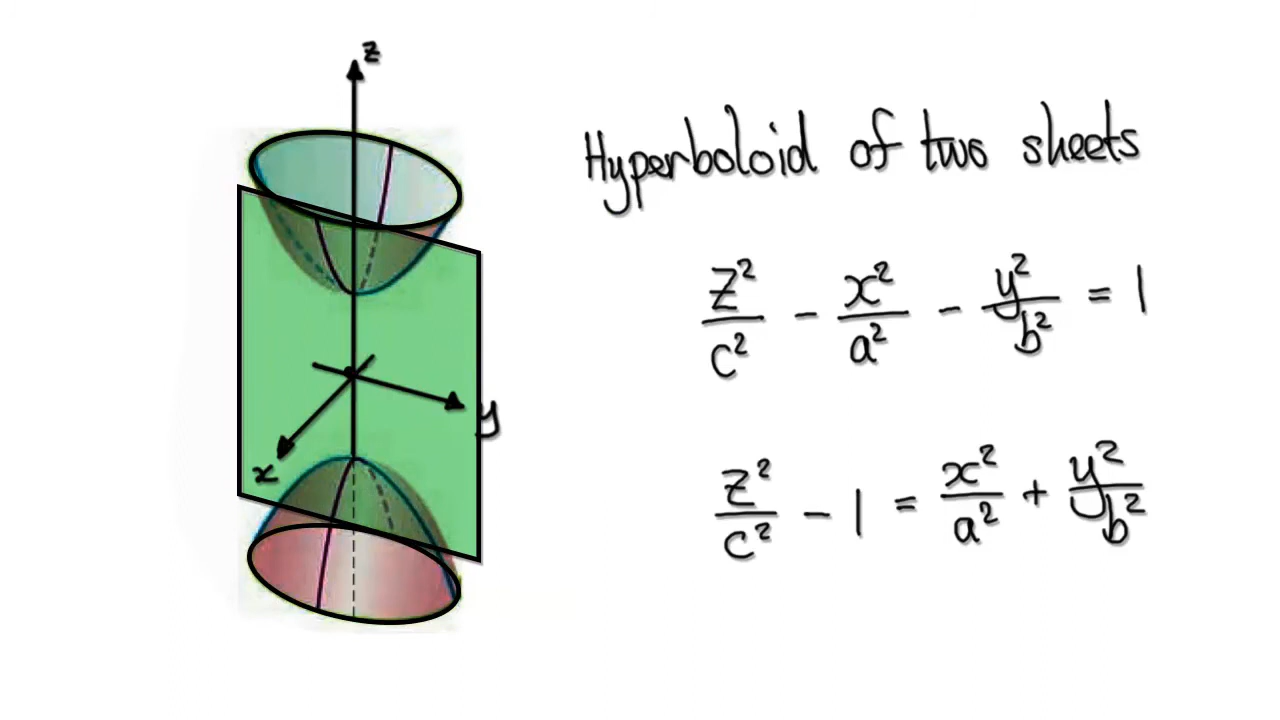 z
Hyperboloid of two sheets
z²/c² - x²/a² - y²/b² = 1
y
x
z²/c² - 1 = x²/a² + y²/b²